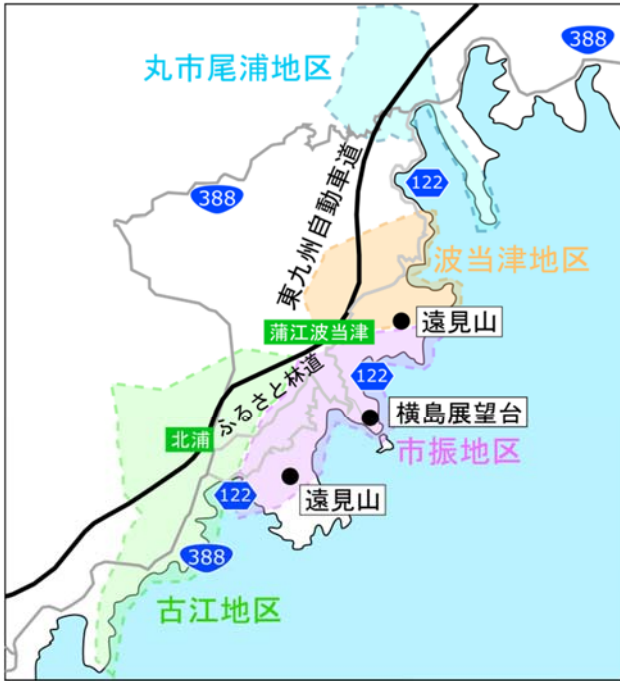 388
丸市尾浦地区
122
388
東九州自動車道
波当津地区
遠見山
蒲江波当津
122
ふるさと林道
横島展望台
北浦
市振地区
122
遠見山
388
古江地区